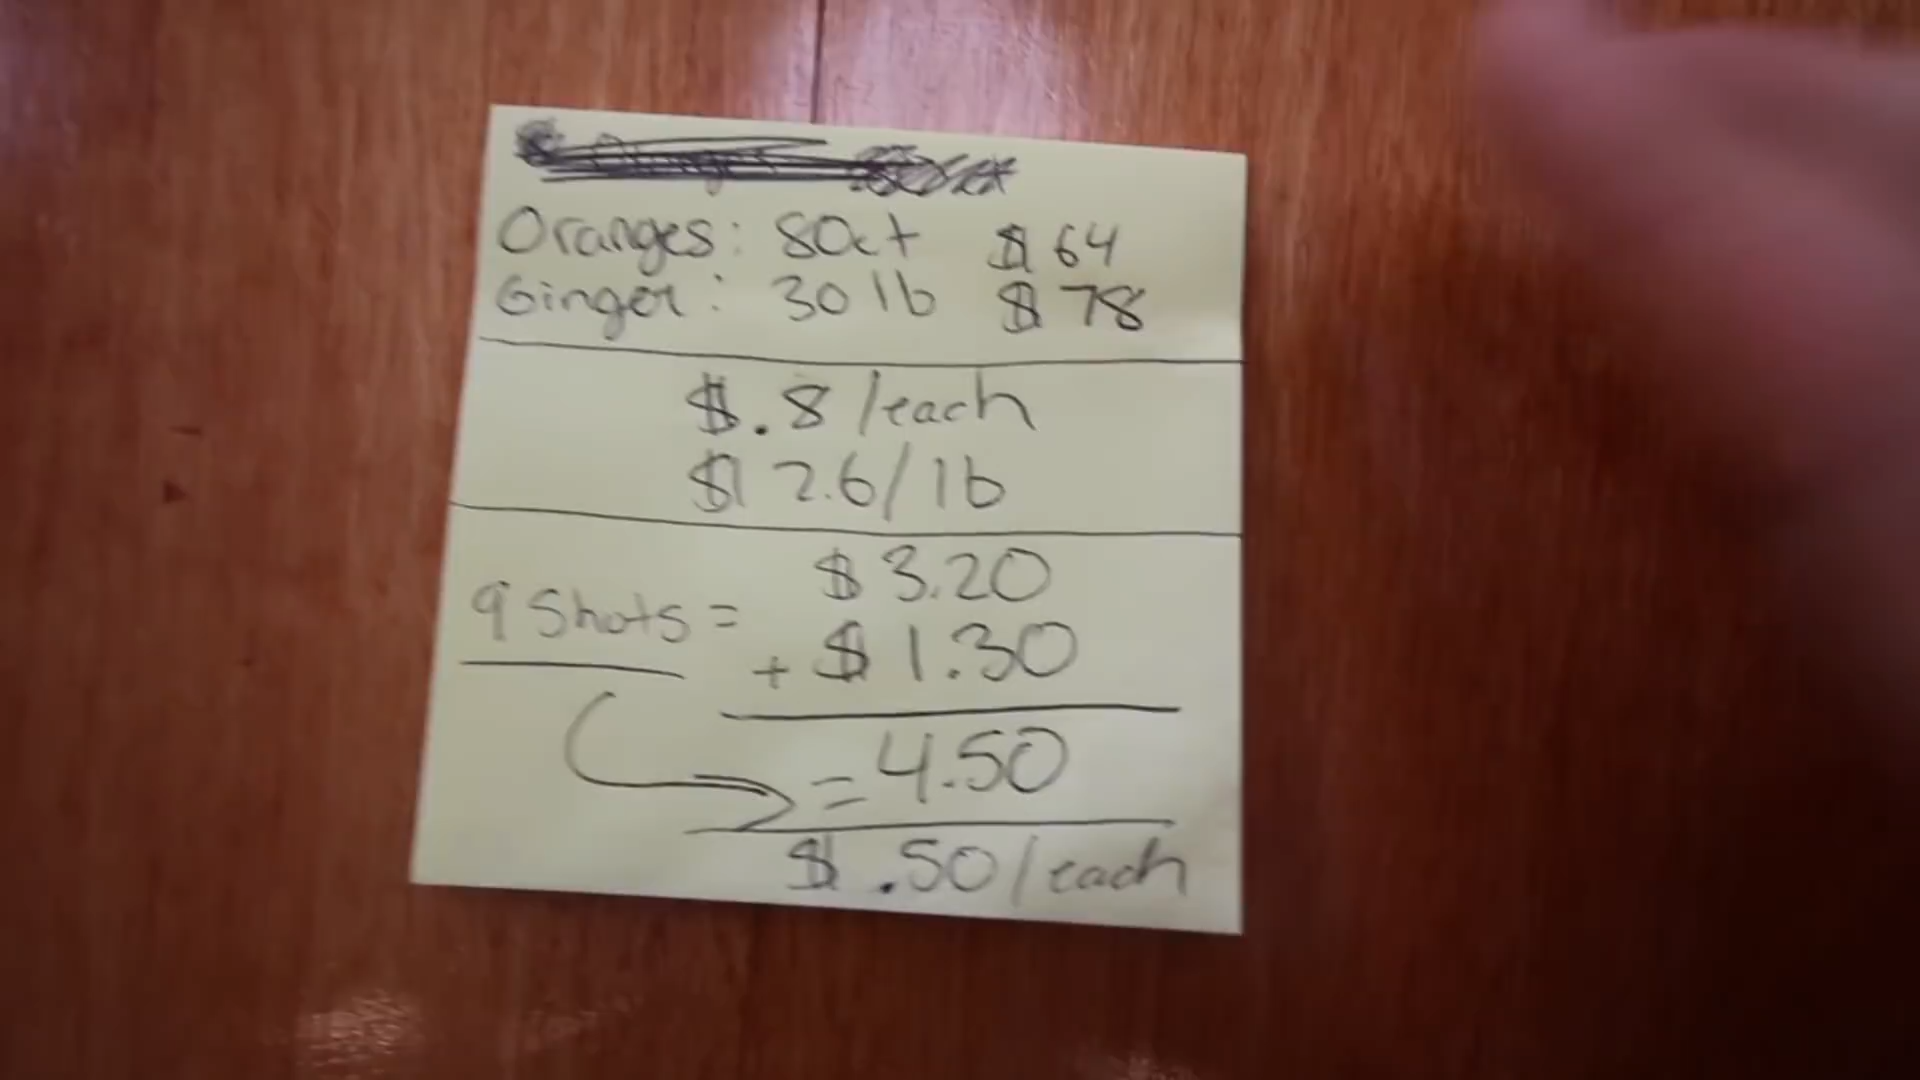 Oranges: 80ct $64
Ginger: 30 lb $78
$.8/each
$2.6/lb
$3.20
9 Shots =
+ $1.30
= 4.50
$.50/each